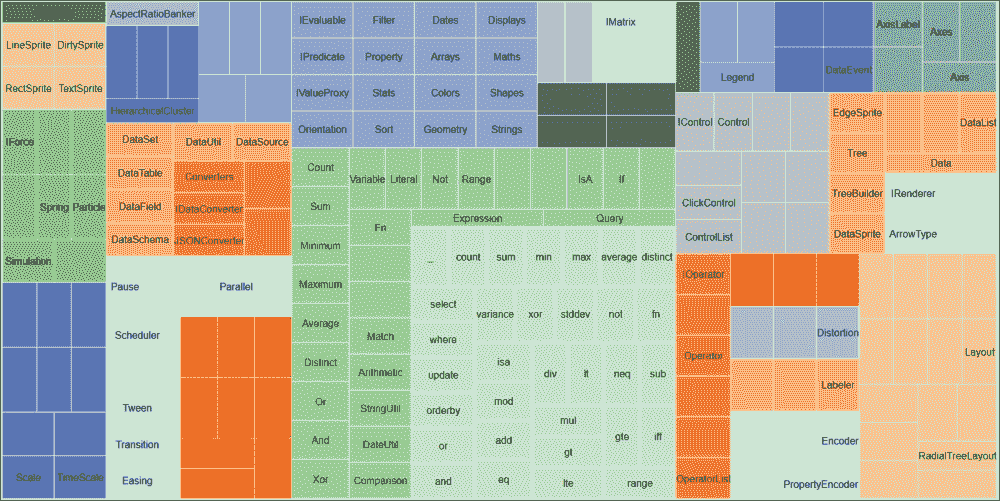 AspectRatioBanker
LineSprite DirtySprite
RectSprite TextSprite
HierarchicalCluster
IForce
Spring Particle
Simulation
DataSet DataUtil DataSource
DataTable Converters
DataField IDataConverter
DataSchema JSONConverter
Pause Parallel
Scheduler
Tween
Transition
Easing
Scale TimeScale
IEvaluable Filter Dates Displays
IPredicate Property Arrays Maths
IValueProxy Stats Colors Shapes
Orientation Sort Geometry Strings
IMatrix
Count
Sum
Minimum
Maximum
Average
Distinct
Or
And
Xor
Variable Literal Not Range IsA If
Fn
Expression Query
Match
Arithmetic
StringUtil
DateUtil
Comparison
_ count sum min max average distinct
select variance xor stddev not fn
where
update isa div lt neq sub
orderby mod mul
or add gt gte iff
and eq lte range
Legend
DataEvent
AxisLabel Axes
Axis
IControl Control
ClickControl
ControlList
EdgeSprite DataList
Tree Data
TreeBuilder IRenderer
DataSprite ArrowType
IOperator
Operator
OperatorList
Distortion
Labeler
Encoder
PropertyEncoder
Layout
RadialTreeLayout